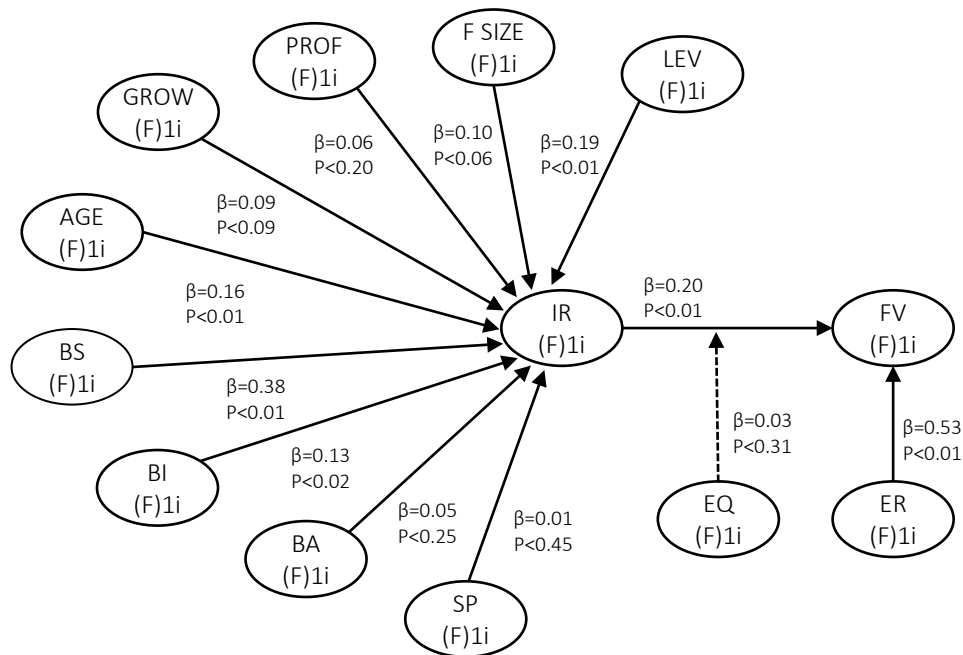 F SIZE
(F)1i
PROF
(F)1i
LEV
(F)1i
GROW
(F)1i
β=0.06
P<0.20
β=0.10
P<0.06
β=0.19
P<0.01
AGE
(F)1i
β=0.09
P<0.09
β=0.16
P<0.01
IR
(F)1i
β=0.20
P<0.01
FV
(F)1i
BS
(F)1i
β=0.38
P<0.01
β=0.03
P<0.31
β=0.53
P<0.01
BI
(F)1i
β=0.13
P<0.02
β=0.05
P<0.25
β=0.01
P<0.45
EQ
(F)1i
ER
(F)1i
BA
(F)1i
SP
(F)1i